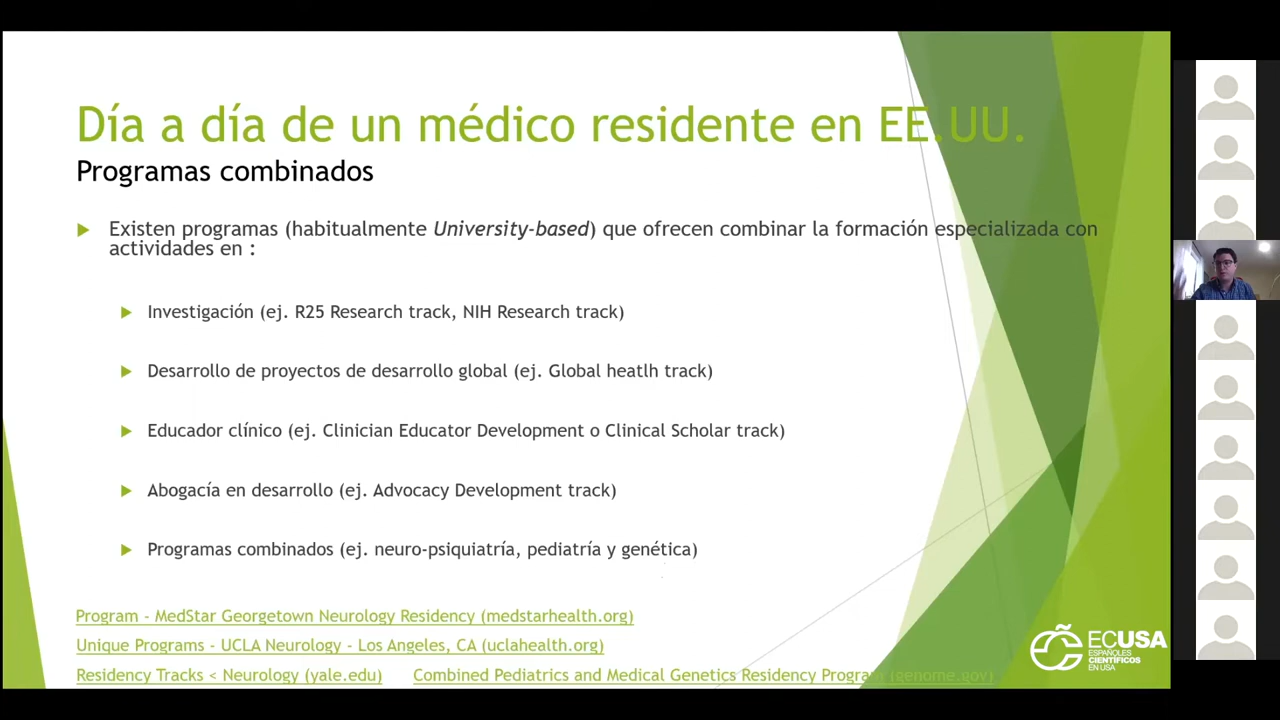 Día a día de un médico residente en EE.UU.
Programas combinados
Existen programas (habitualmente University-based) que ofrecen combinar la formación especializada con
actividades en :
Investigación (ej. R25 Research track, NIH Research track)
Desarrollo de proyectos de desarrollo global (ej. Global heatlh track)
Educador clínico (ej. Clinician Educator Development o Clinical Scholar track)
Abogacía en desarrollo (ej. Advocacy Development track)
Programas combinados (ej. neuro-psiquiatría, pediatría y genética)
Program - MedStar Georgetown Neurology Residency (medstarhealth.org)
Unique Programs - UCLA Neurology - Los Angeles, CA (uclahealth.org)
Residency Tracks < Neurology (yale.edu) Combined Pediatrics and Medical Genetics Residency Program (genome.gov)
ECUSA
ESPAÑOLES
CIENTÍFICOS
EN USA